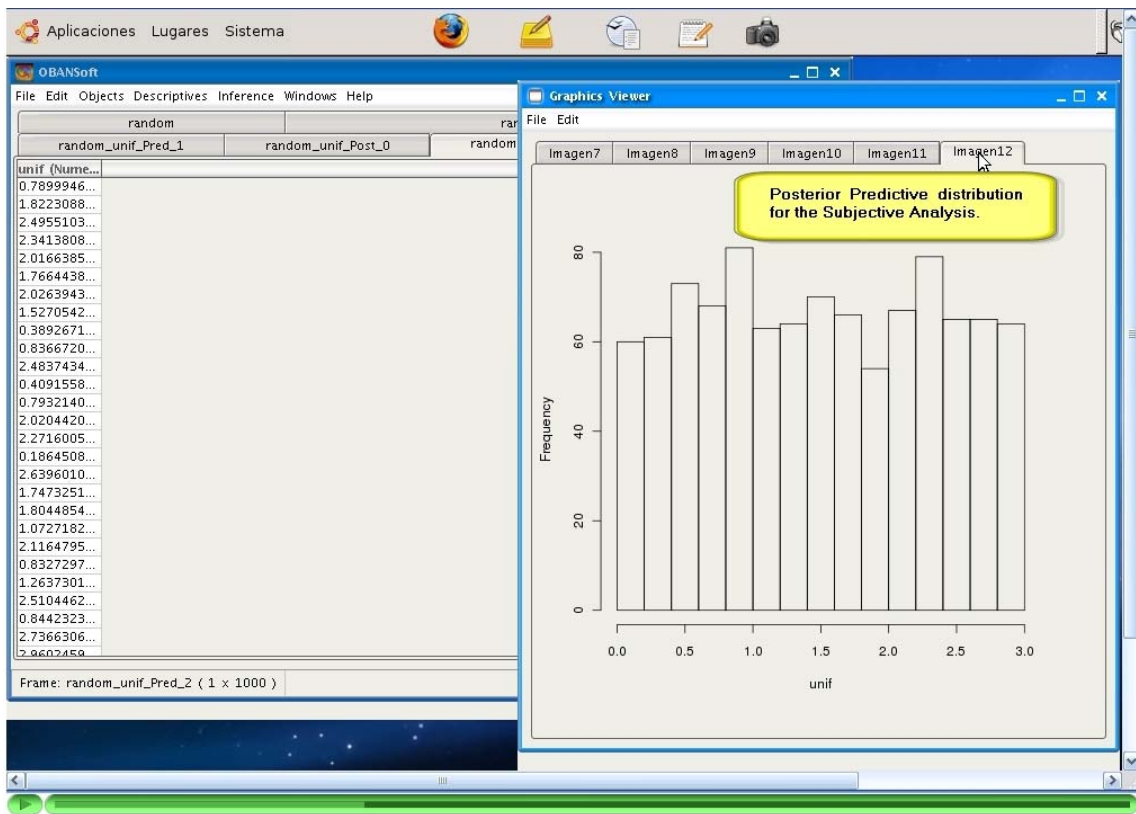 Aplicaciones Lugares Sistema
OBANSoft
File Edit Objects Descriptives Inference Windows Help
random
random_unif_Pred_1 random_unif_Post_0 random
unif (Nume...
0.7899946...
1.8223088...
2.4955103...
2.3413808...
2.0166385...
1.7664438...
2.0263943...
1.5270542...
0.3892671...
0.8366720...
2.4837434...
0.4091558...
0.7932140...
2.0204420...
2.2716005...
0.1864508...
2.6396010...
1.7473251...
1.8044854...
1.0727182...
2.1164795...
0.8327297...
1.2637301...
2.5104462...
0.8442323...
2.7366306...
2.9602459...
Frame: random_unif_Pred_2 ( 1 x 1000 )
Graphics Viewer
File Edit
Imagen7 Imagen8 Imagen9 Imagen10 Imagen11 Imagen12
Posterior Predictive distribution
for the Subjective Analysis.
Frequency
80
60
40
20
0
0.0 0.5 1.0 1.5 2.0 2.5 3.0
unif